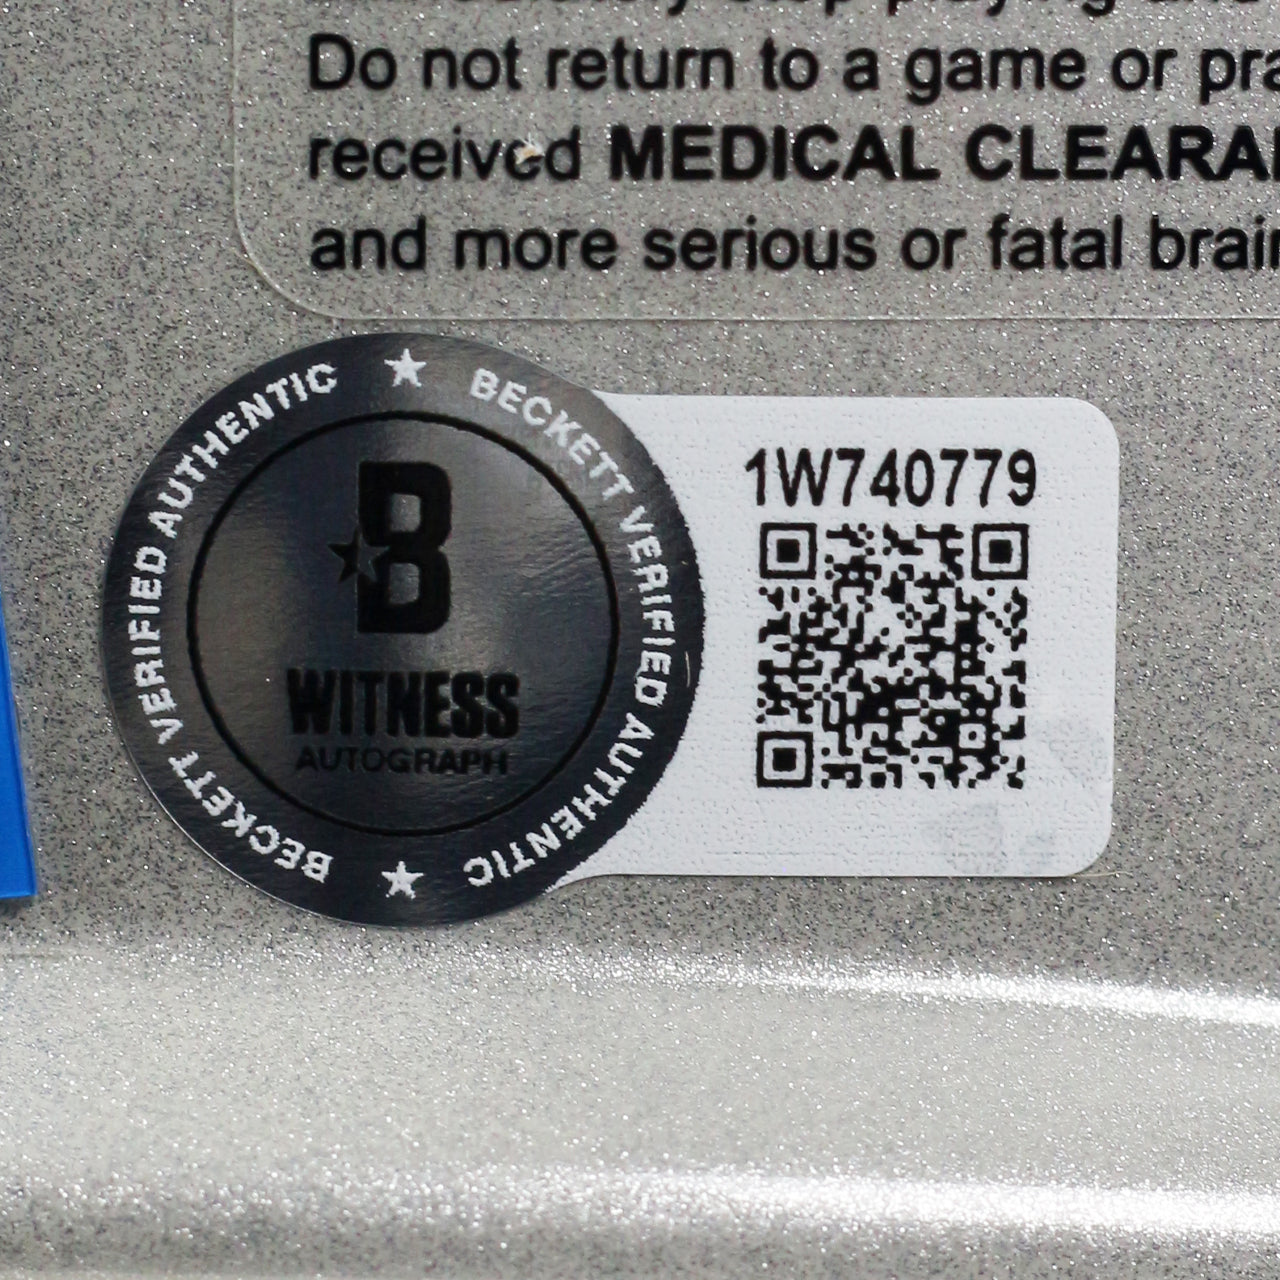 Do not return to a game or pra
received MEDICAL CLEARAN
and more serious or fatal brain
BECKETT VERIFIED AUTHENTIC ★ BECKETT VERIFIED AUTHENTIC ★
B
WITNESS
AUTOGRAPH
1W740779